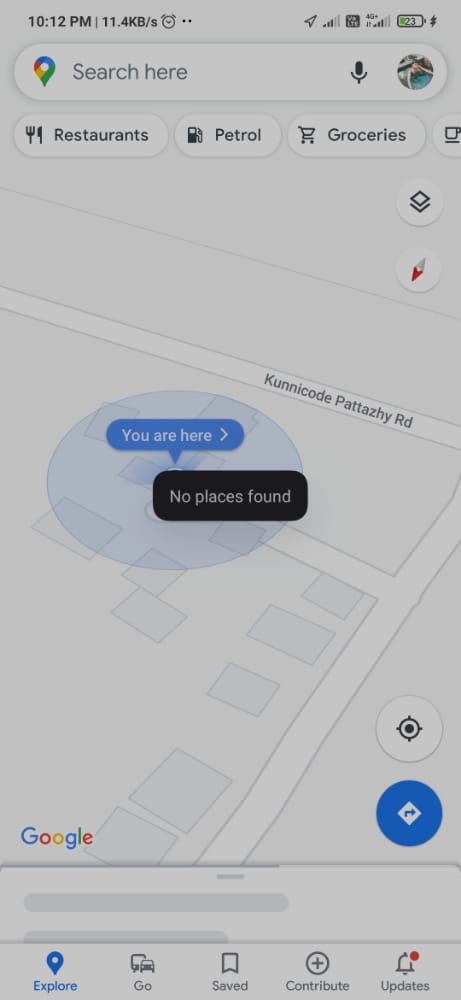 10:12 PM | 11.4KB/s
4G+
23
Search here
Restaurants
Petrol
Groceries
Kunnicode Pattazhy Rd
You are here
No places found
Google
Explore
Go
Saved
Contribute
Updates